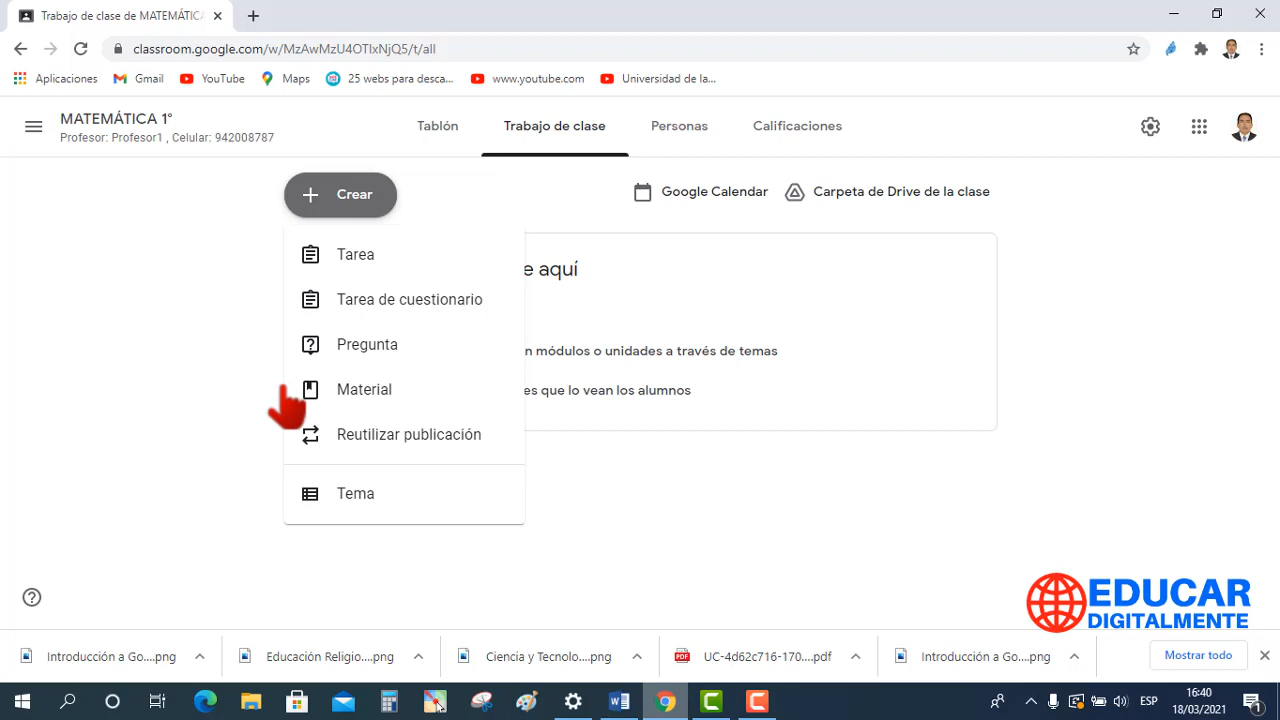 Trabajo de clase de MATEMÁTICA
classroom.google.com/w/MzAwMzU4OTIxNjQ5/t/all
Aplicaciones
Gmail
YouTube
Maps
25 webs para desca...
www.youtube.com
Universidad de la...
MATEMÁTICA 1°
Profesor: Profesor1 , Celular: 942008787
Tablón
Trabajo de clase
Personas
Calificaciones
Crear
Google Calendar
Carpeta de Drive de la clase
Tarea
e aquí
Tarea de cuestionario
Pregunta
n módulos o unidades a través de temas
Material
es que lo vean los alumnos
Reutilizar publicación
Tema
EDUCAR
DIGITALMENTE
Introducción a Go....png
Educación Religio....png
Ciencia y Tecnolo....png
UC-4d62c716-170....pdf
Introducción a Go....png
Mostrar todo
ESP
16:40
18/03/2021
1